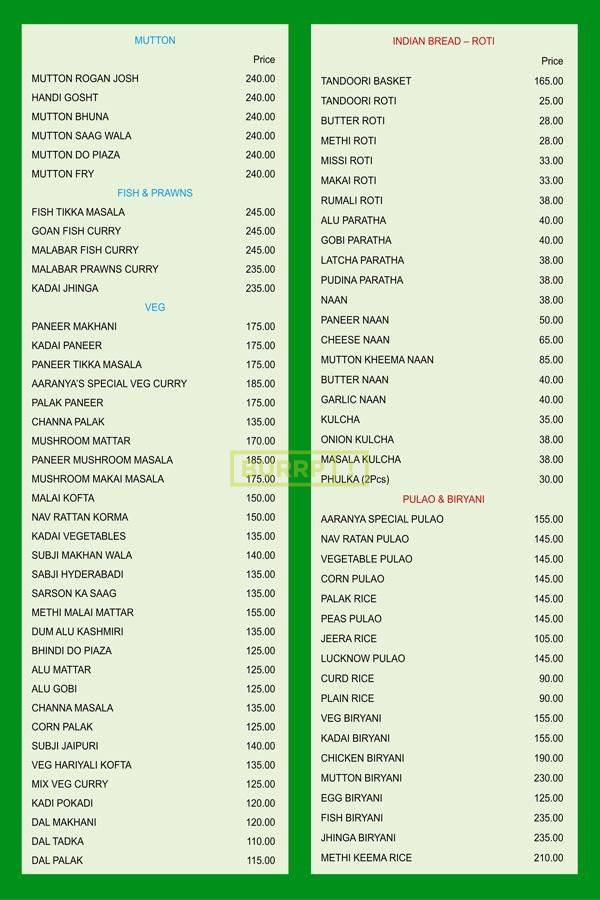 MUTTON
Price
MUTTON ROGAN JOSH 240.00
HANDI GOSHT 240.00
MUTTON BHUNA 240.00
MUTTON SAAG WALA 240.00
MUTTON DO PIAZA 240.00
MUTTON FRY 240.00
FISH & PRAWNS
FISH TIKKA MASALA 245.00
GOAN FISH CURRY 245.00
MALABAR FISH CURRY 245.00
MALABAR PRAWNS CURRY 235.00
KADAI JHINGA 235.00
VEG
PANEER MAKHANI 175.00
KADAI PANEER 175.00
PANEER TIKKA MASALA 175.00
AARANYA'S SPECIAL VEG CURRY 185.00
PALAK PANEER 175.00
CHANNA PALAK 135.00
MUSHROOM MATTAR 170.00
PANEER MUSHROOM MASALA 185.00
MUSHROOM MAKAI MASALA 175.00
MALAI KOFTA 150.00
NAV RATTAN KORMA 150.00
KADAI VEGETABLES 135.00
SUBJI MAKHAN WALA 140.00
SABJI HYDERABADI 135.00
SARSON KA SAAG 135.00
METHI MALAI MATTAR 155.00
DUM ALU KASHMIRI 135.00
BHINDI DO PIAZA 125.00
ALU MATTAR 125.00
ALU GOBI 125.00
CHANNA MASALA 135.00
CORN PALAK 125.00
SUBJI JAIPURI 140.00
VEG HARIYALI KOFTA 135.00
MIX VEG CURRY 125.00
KADI POKADI 120.00
DAL MAKHANI 120.00
DAL TADKA 110.00
DAL PALAK 115.00
INDIAN BREAD – ROTI
Price
TANDOORI BASKET 165.00
TANDOORI ROTI 25.00
BUTTER ROTI 28.00
METHI ROTI 28.00
MISSI ROTI 33.00
MAKAI ROTI 33.00
RUMALI ROTI 38.00
ALU PARATHA 40.00
GOBI PARATHA 40.00
LATCHA PARATHA 38.00
PUDINA PARATHA 38.00
NAAN 38.00
PANEER NAAN 50.00
CHEESE NAAN 65.00
MUTTON KHEEMA NAAN 85.00
BUTTER NAAN 40.00
GARLIC NAAN 40.00
KULCHA 35.00
ONION KULCHA 38.00
MASALA KULCHA 38.00
PHULKA (2Pcs) 30.00
PULAO & BIRYANI
AARANYA SPECIAL PULAO 155.00
NAV RATAN PULAO 145.00
VEGETABLE PULAO 145.00
CORN PULAO 145.00
PALAK RICE 145.00
PEAS PULAO 145.00
JEERA RICE 105.00
LUCKNOW PULAO 145.00
CURD RICE 90.00
PLAIN RICE 90.00
VEG BIRYANI 155.00
KADAI BIRYANI 155.00
CHICKEN BIRYANI 190.00
MUTTON BIRYANI 230.00
EGG BIRYANI 125.00
FISH BIRYANI 235.00
JHINGA BIRYANI 235.00
METHI KEEMA RICE 210.00
BURRP!